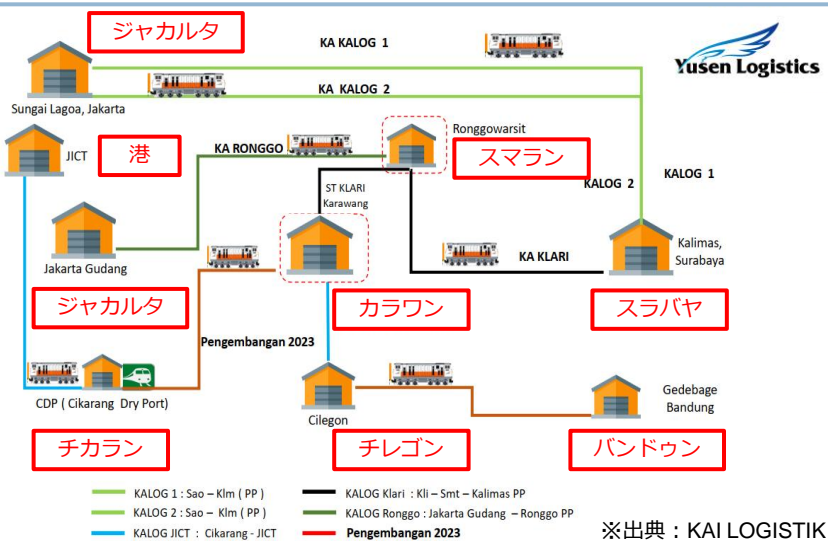 ジャカルタ
KA KALOG 1
Yusen Logistics
KA KALOG 2
Sungai Lagoa, Jakarta
JICT
港
KA RONGGO
Ronggowarsit
スマラン
KALOG 2
KALOG 1
ST KLARI
Karawang
KA KLARI
Kalimas,
Surabaya
Jakarta Gudang
ジャカルタ
カラワン
スラバヤ
Pengembangan 2023
CDP ( Cikarang Dry Port)
Cilegon
Gedebage
Bandung
チカラン
チレゴン
バンドゥン
KALOG 1 : Sao – Klm ( PP )
KALOG Klari : Kli – Smt – Kalimas PP
KALOG 2 : Sao – Klm ( PP )
KALOG Ronggo : Jakarta Gudang – Ronggo PP
KALOG JICT : Cikarang - JICT
Pengembangan 2023
※出典：KAI LOGISTIK